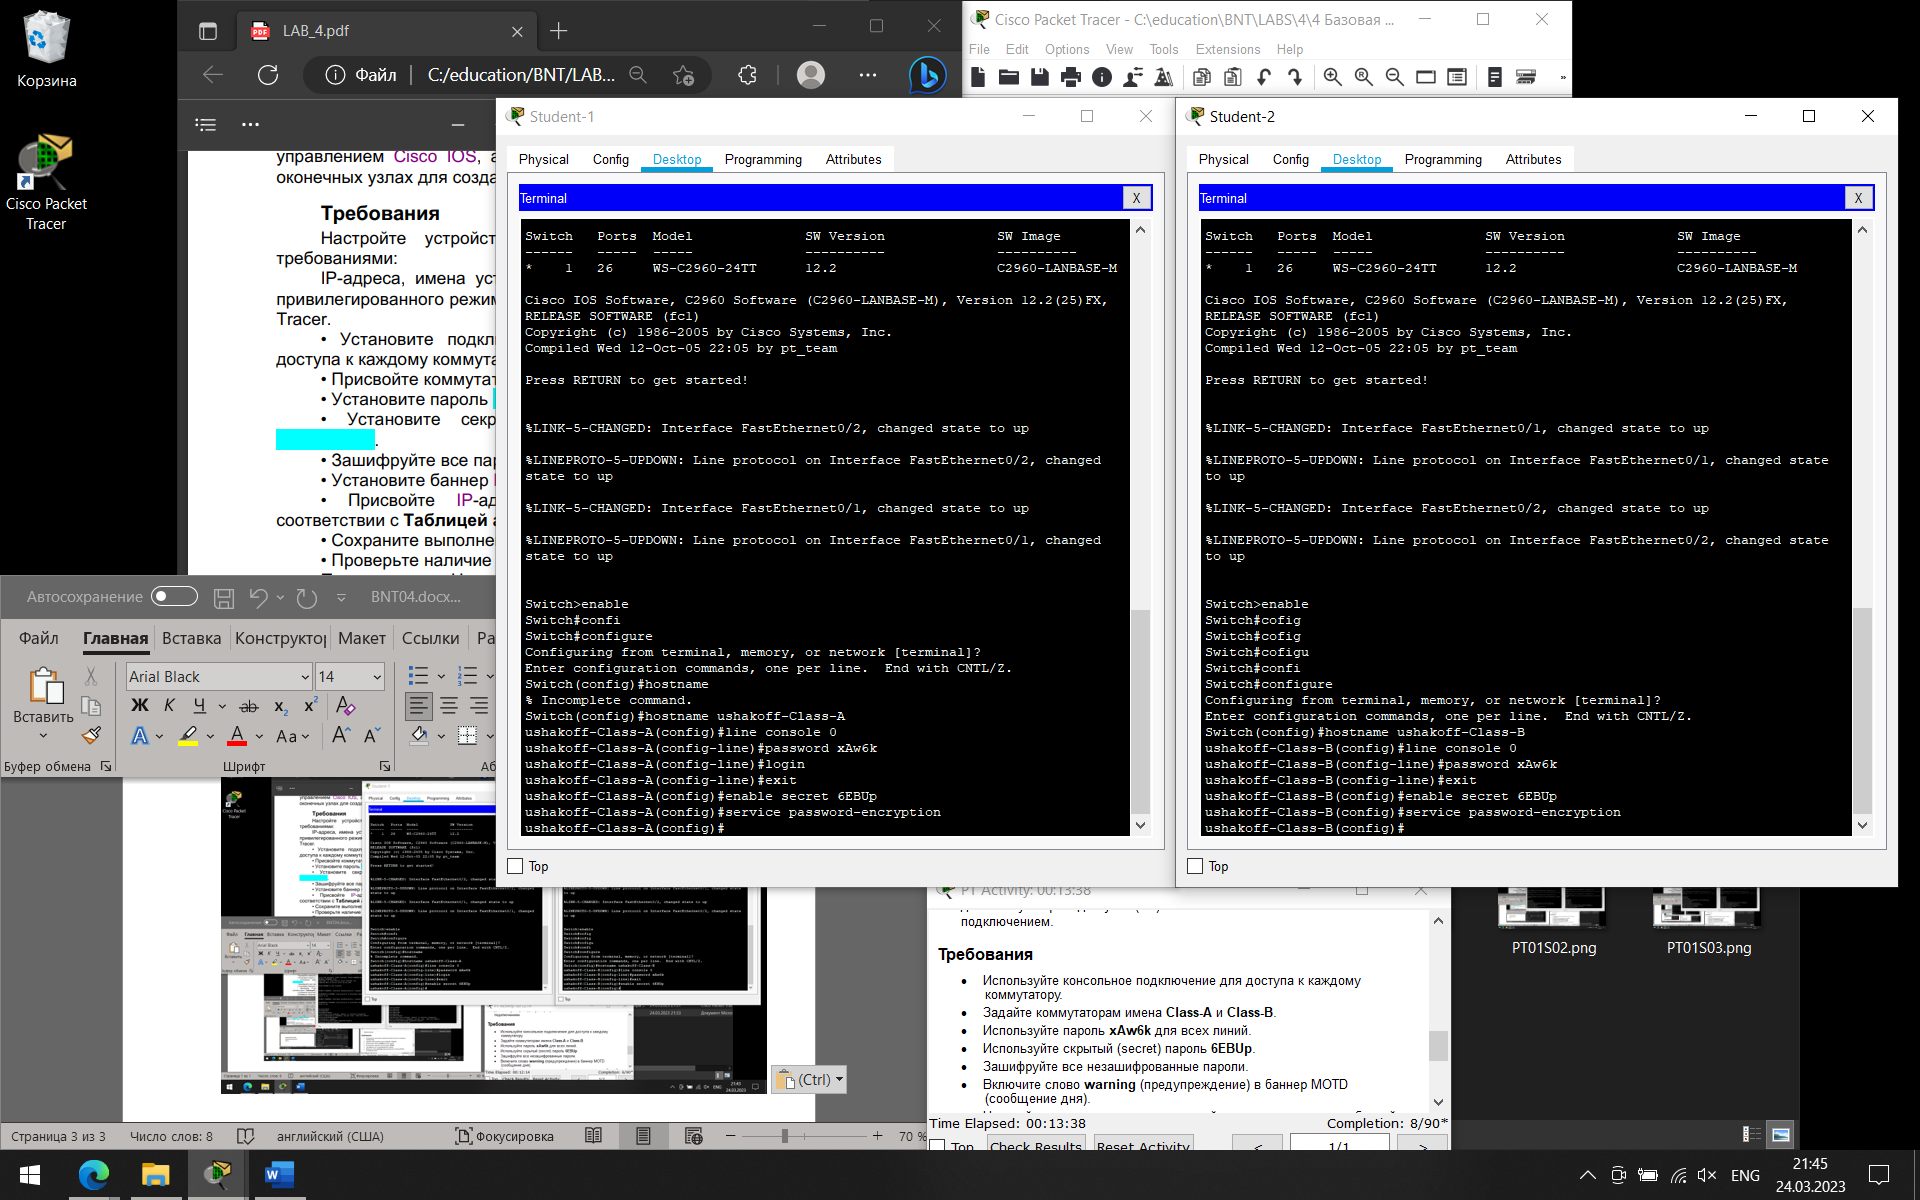 Корзина
Cisco Packet
Tracer
LAB_4.pdf
Файл
C:/education/BNT/LAB...
управлением Cisco IOS, а
оконечных узлах для созда
Требования
Настройте устройст
требованиями:
IP-адреса, имена уст
привилегированного режим
Tracer.
• Установите подкл
доступа к каждому коммута
• Присвойте коммутат
• Установите пароль
• Установите секр
• Зашифруйте все пар
• Установите баннер
• Присвойте IP-ад
соответствии с Таблицей а
• Сохраните выполне
• Проверьте наличие
Cisco Packet Tracer - C:\education\BNT\LABS\4\4 Базовая ...
File Edit Options View Tools Extensions Help
Student-1
Physical Config Desktop Programming Attributes
Terminal
X
Switch Ports Model SW Version SW Image
------ ----- ----- ---------- ----------
* 1 26 WS-C2960-24TT 12.2 C2960-LANBASE-M
Cisco IOS Software, C2960 Software (C2960-LANBASE-M), Version 12.2(25)FX,
RELEASE SOFTWARE (fc1)
Copyright (c) 1986-2005 by Cisco Systems, Inc.
Compiled Wed 12-Oct-05 22:05 by pt_team
Press RETURN to get started!
%LINK-5-CHANGED: Interface FastEthernet0/2, changed state to up
%LINEPROTO-5-UPDOWN: Line protocol on Interface FastEthernet0/2, changed
state to up
%LINK-5-CHANGED: Interface FastEthernet0/1, changed state to up
%LINEPROTO-5-UPDOWN: Line protocol on Interface FastEthernet0/1, changed
state to up
Switch>enable
Switch#confi
Switch#configure
Configuring from terminal, memory, or network [terminal]?
Enter configuration commands, one per line. End with CNTL/Z.
Switch(config)#hostname
% Incomplete command.
Switch(config)#hostname ushakoff-Class-A
ushakoff-Class-A(config)#line console 0
ushakoff-Class-A(config-line)#password xAw6k
ushakoff-Class-A(config-line)#login
ushakoff-Class-A(config-line)#exit
ushakoff-Class-A(config)#enable secret 6EBUp
ushakoff-Class-A(config)#service password-encryption
ushakoff-Class-A(config)#
Top
Student-2
Physical Config Desktop Programming Attributes
Terminal
X
Switch Ports Model SW Version SW Image
------ ----- ----- ---------- ----------
* 1 26 WS-C2960-24TT 12.2 C2960-LANBASE-M
Cisco IOS Software, C2960 Software (C2960-LANBASE-M), Version 12.2(25)FX,
RELEASE SOFTWARE (fc1)
Copyright (c) 1986-2005 by Cisco Systems, Inc.
Compiled Wed 12-Oct-05 22:05 by pt_team
Press RETURN to get started!
%LINK-5-CHANGED: Interface FastEthernet0/1, changed state to up
%LINEPROTO-5-UPDOWN: Line protocol on Interface FastEthernet0/1, changed state
to up
%LINK-5-CHANGED: Interface FastEthernet0/2, changed state to up
%LINEPROTO-5-UPDOWN: Line protocol on Interface FastEthernet0/2, changed state
to up
Switch>enable
Switch#cofig
Switch#cofig
Switch#cofigu
Switch#confi
Switch#configure
Configuring from terminal, memory, or network [terminal]?
Enter configuration commands, one per line. End with CNTL/Z.
Switch(config)#hostname ushakoff-Class-B
ushakoff-Class-B(config)#line console 0
ushakoff-Class-B(config-line)#password xAw6k
ushakoff-Class-B(config-line)#exit
ushakoff-Class-B(config)#enable secret 6EBUp
ushakoff-Class-B(config)#service password-encryption
ushakoff-Class-B(config)#
Top
Автосохранение BNT04.docx...
Файл Главная Вставка Конструктор Макет Ссылки Ра
Вставить
Arial Black 14
Ж К Ч ab x₂ x²
A A Aa A A
Буфер обмена Шрифт Аб
(Ctrl)
Страница 3 из 3 Число слов: 8 английский (США) Фокусировка 70 %
PT Activity: 00:13:38
подключением.
Требования
Используйте консольное подключение для доступа к каждому
коммутатору.
Задайте коммутаторам имена Class-A и Class-B.
Используйте пароль xAw6k для всех линий.
Используйте скрытый (secret) пароль 6EBUp.
Зашифруйте все незашифрованные пароли.
Включите слово warning (предупреждение) в баннер MOTD
(сообщение дня).
Time Elapsed: 00:13:38 Completion: 8/90*
Top Check Results Reset Activity < 1/1 >
PT01S02.png
PT01S03.png
ENG
21:45
24.03.2023